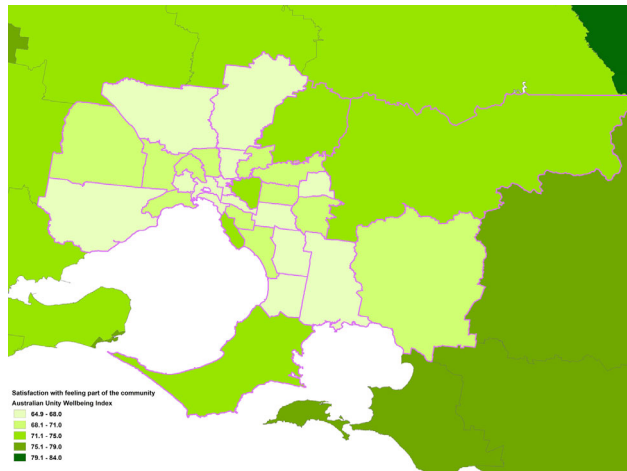 Satisfaction with feeling part of the community
Australian Unity Wellbeing Index
64.9 - 68.0
68.1 - 71.0
71.1 - 75.0
75.1 - 79.0
79.1 - 84.0